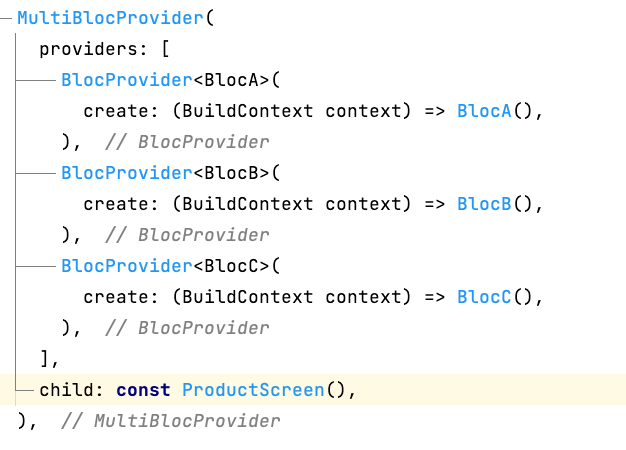 MultiBlocProvider(
  providers: [
    BlocProvider<BlocA>(
      create: (BuildContext context) => BlocA(),
    ),  // BlocProvider
    BlocProvider<BlocB>(
      create: (BuildContext context) => BlocB(),
    ),  // BlocProvider
    BlocProvider<BlocC>(
      create: (BuildContext context) => BlocC(),
    ),  // BlocProvider
  ],
  child: const ProductScreen(),
),  // MultiBlocProvider